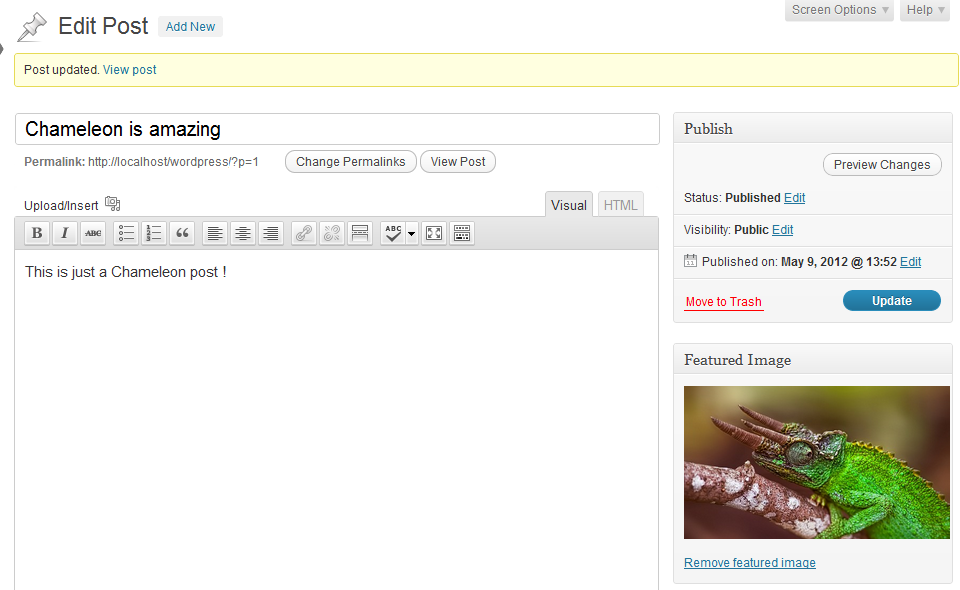 Screen Options Help
Edit Post Add New
Post updated. View post
Chameleon is amazing
Permalink: http://localhost/wordpress/?p=1 Change Permalinks View Post
Upload/Insert Visual HTML
B I ABC ABC
This is just a Chameleon post !
Publish
Preview Changes
Status: Published Edit
Visibility: Public Edit
Published on: May 9, 2012 @ 13:52 Edit
Move to Trash Update
Featured Image
Remove featured image